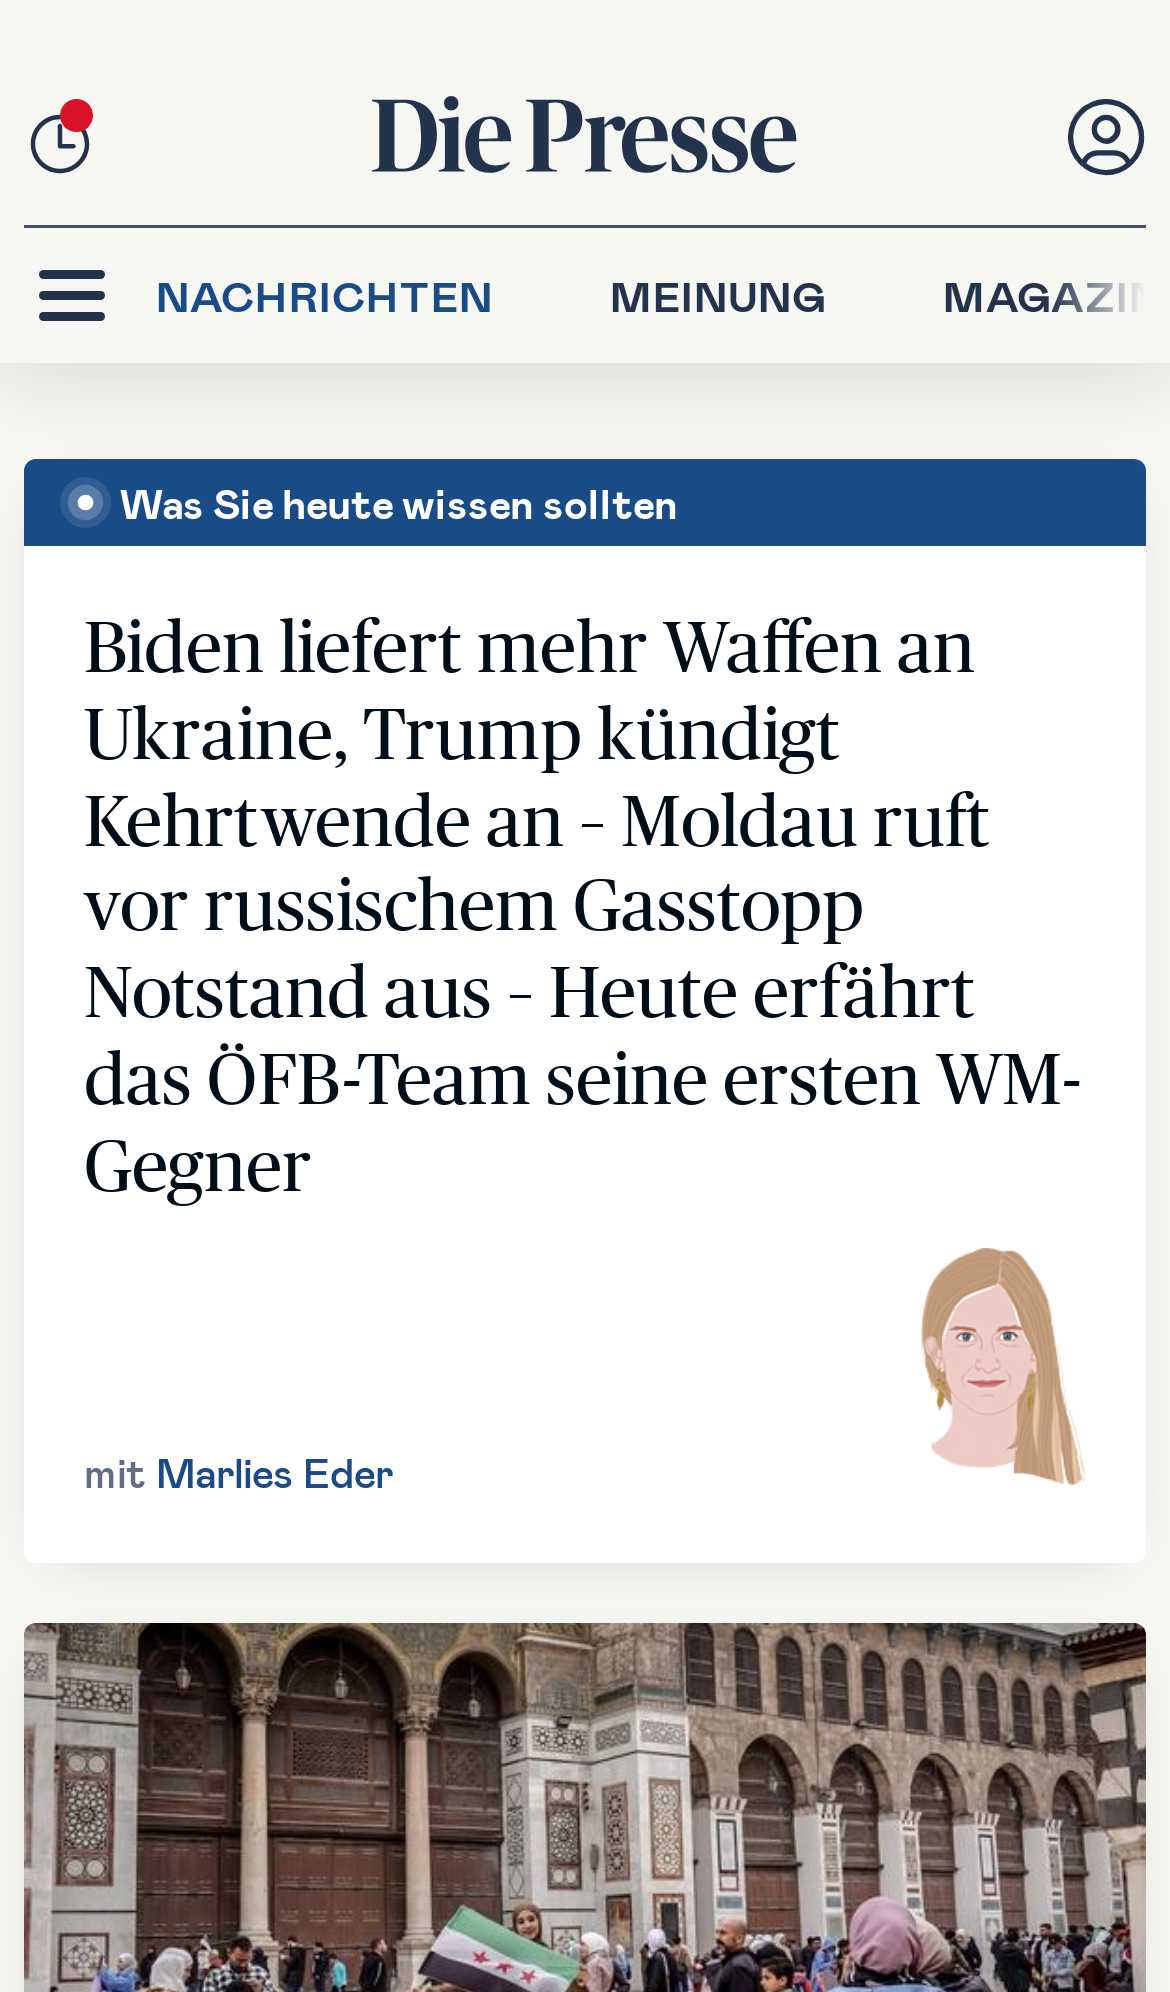 Die Presse
NACHRICHTEN MEINUNG
Was Sie heute wissen sollten
Biden liefert mehr Waffen an
Ukraine, Trump kündigt
Kehrtwende an – Moldau ruft
vor russischem Gasstopp
Notstand aus – Heute erfährt
das ÖFB-Team seine ersten WM-
Gegner
mit Marlies Eder